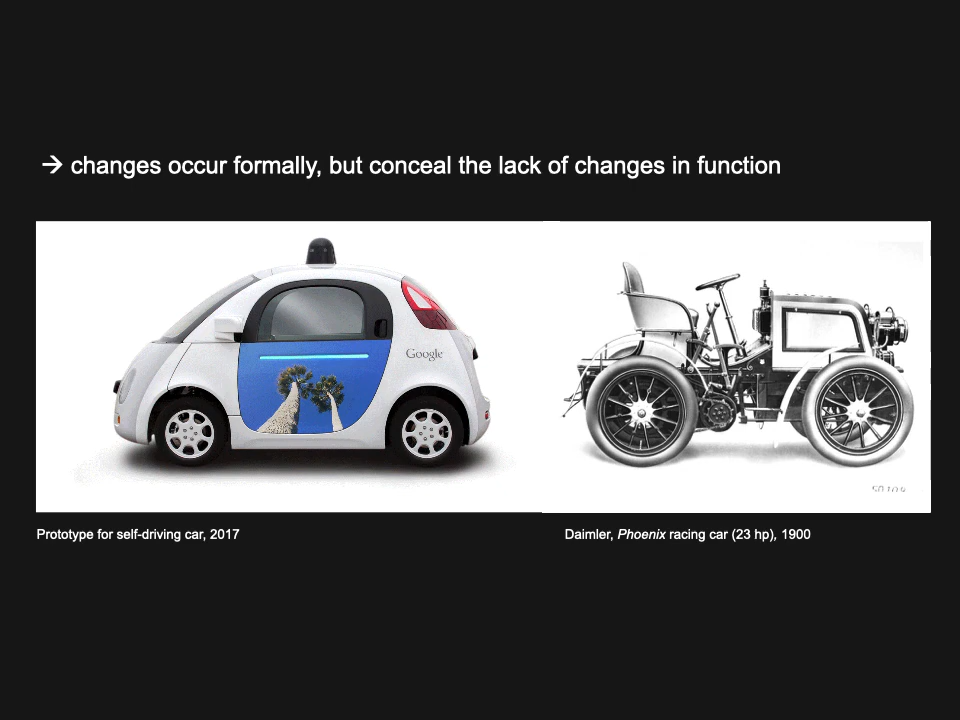 → changes occur formally, but conceal the lack of changes in function
Google
Prototype for self-driving car, 2017
Daimler, Phoenix racing car (23 hp), 1900